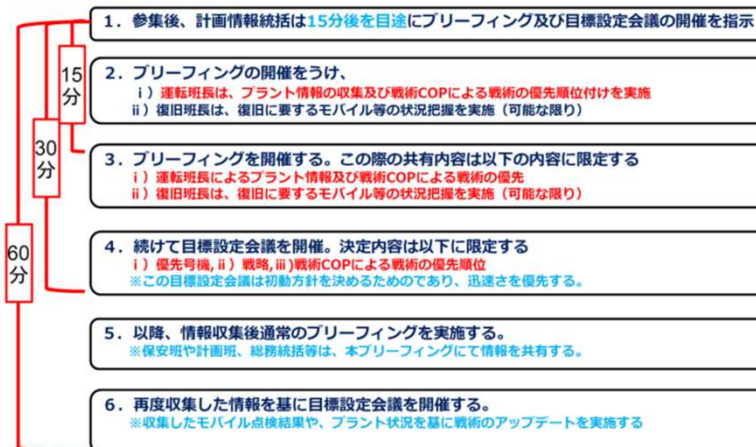 1．参集後、計画情報統括は15分後を目途にブリーフィング及び目標設定会議の開催を指示
15
分
2．ブリーフィングの開催をうけ、
ⅰ）運転班長は、プラント情報の収集及び戦術COPによる戦術の優先順位付けを実施
ⅱ）復旧班長は、復旧に要するモバイル等の状況把握を実施（可能な限り）
30
分
3．ブリーフィングを開催する。この際の共有内容は以下の内容に限定する
ⅰ）運転班長によるプラント情報及び戦術COPによる戦術の優先
ⅱ）復旧班長は、復旧に要するモバイル等の状況把握を実施（可能な限り）
60
分
4．続けて目標設定会議を開催。決定内容は以下に限定する
ⅰ）優先号機,ⅱ）戦略,ⅲ)戦術COPによる戦術の優先順位
※この目標設定会議は初動方針を決めるためのであり、迅速さを優先する。
5．以降、情報収集後通常のブリーフィングを実施する。
※保安班や計画班、総務統括等は、本ブリーフィングにて情報を共有する。
6．再度収集した情報を基に目標設定会議を開催する。
※収集したモバイル点検結果や、プラント状況を基に戦術のアップデートを実施する